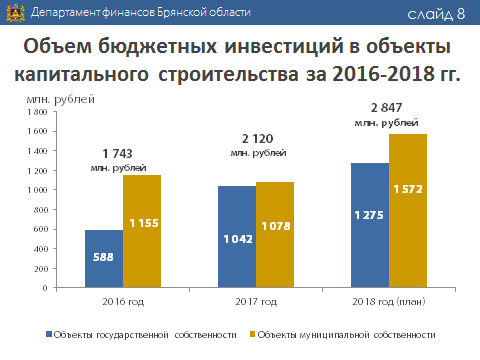 Департамент финансов Брянской области
слайд 8
Объем бюджетных инвестиций в объекты
капитального строительства за 2016-2018 гг.
млн. рублей
1 800
1 600
1 400
1 200
1 000
800
600
400
200
0
1 743
млн. рублей
2 120
млн. рублей
2 847
млн. рублей
588
1 155
1 042
1 078
1 275
1 572
2016 год
2017 год
2018 год (план)
Объекты государственной собственности
Объекты муниципальной собственности